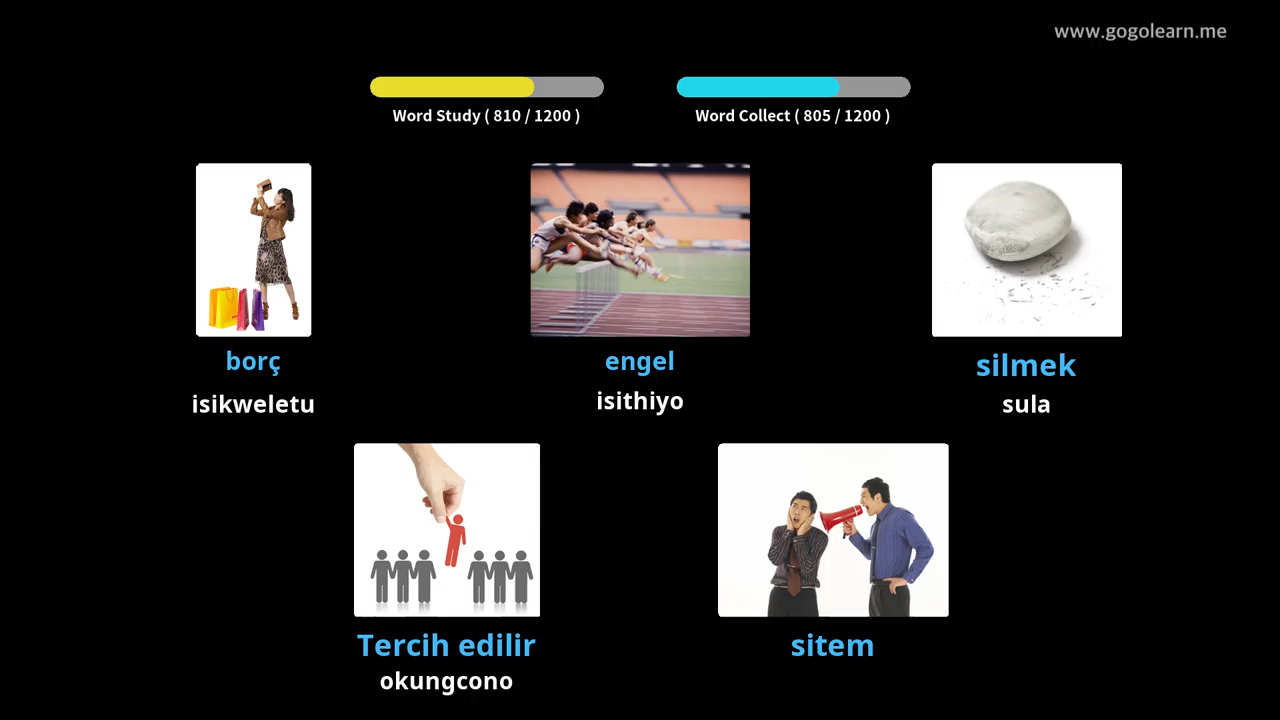 www.gogolearn.me
Word Study ( 810 / 1200 )
Word Collect ( 805 / 1200 )
borç
engel
silmek
isikweletu
isithiyo
sula
Tercih edilir
sitem
okungcono